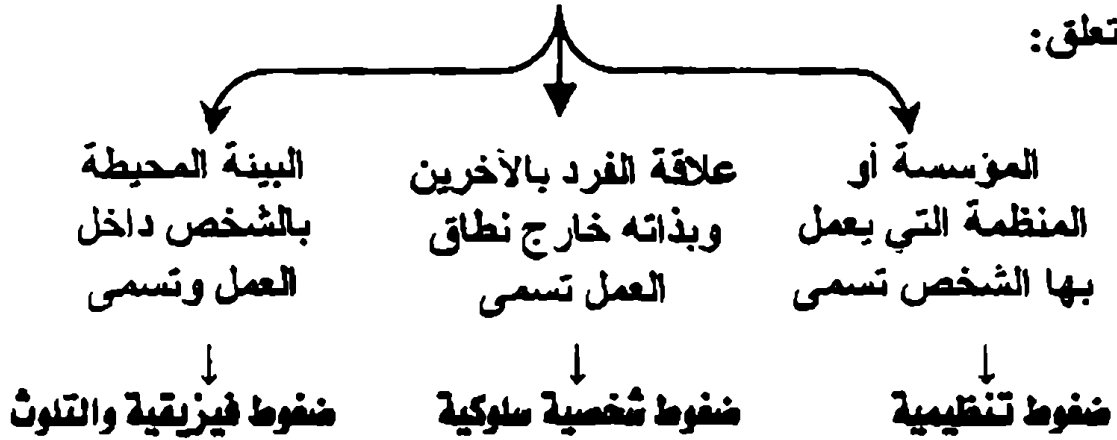 تعلق:
المؤسسة أو
المنظمة التي يعمل
بها الشخص تسمى
ضغوط تنظيمية
علاقة الفرد بالآخرين
وبذاته خارج نطاق
العمل تسمى
ضغوط شخصية سلوكية
البيئة المحيطة
بالشخص داخل
العمل وتسمى
ضغوط فيزيقية والتلوث